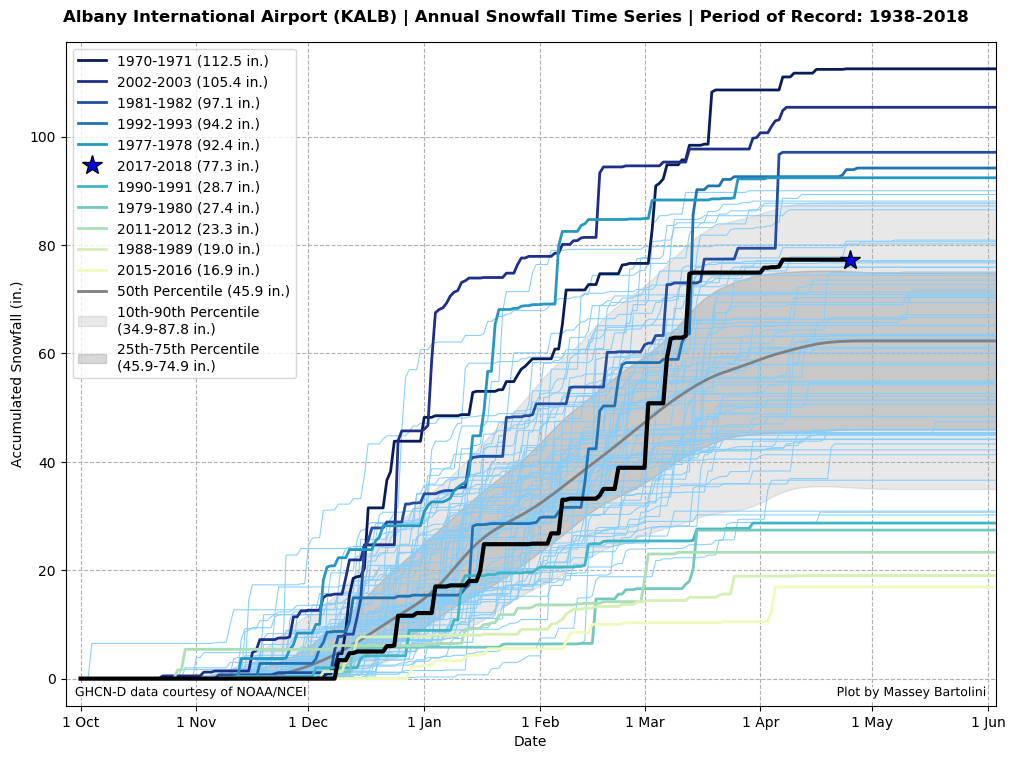 Albany International Airport (KALB) | Annual Snowfall Time Series | Period of Record: 1938-2018
1970-1971 (112.5 in.)
2002-2003 (105.4 in.)
1981-1982 (97.1 in.)
1992-1993 (94.2 in.)
1977-1978 (92.4 in.)
2017-2018 (77.3 in.)
1990-1991 (28.7 in.)
1979-1980 (27.4 in.)
2011-2012 (23.3 in.)
1988-1989 (19.0 in.)
2015-2016 (16.9 in.)
50th Percentile (45.9 in.)
10th-90th Percentile
(34.9-87.8 in.)
25th-75th Percentile
(45.9-74.9 in.)
Accumulated Snowfall (in.)
100
80
60
40
20
0
GHCN-D data courtesy of NOAA/NCEI
Plot by Massey Bartolini
1 Oct
1 Nov
1 Dec
1 Jan
1 Feb
1 Mar
1 Apr
1 May
1 Jun
Date